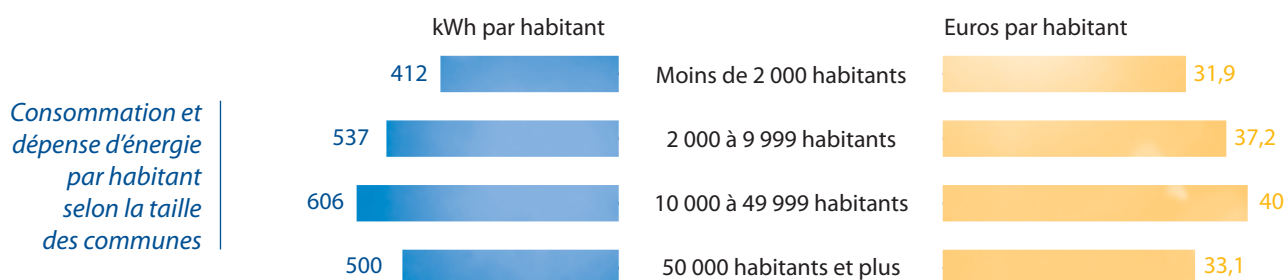 kWh par habitant
Euros par habitant
412
Moins de 2 000 habitants
31,9
Consommation et
dépense d’énergie
par habitant
selon la taille
des communes
537
2 000 à 9 999 habitants
37,2
606
10 000 à 49 999 habitants
40
500
50 000 habitants et plus
33,1